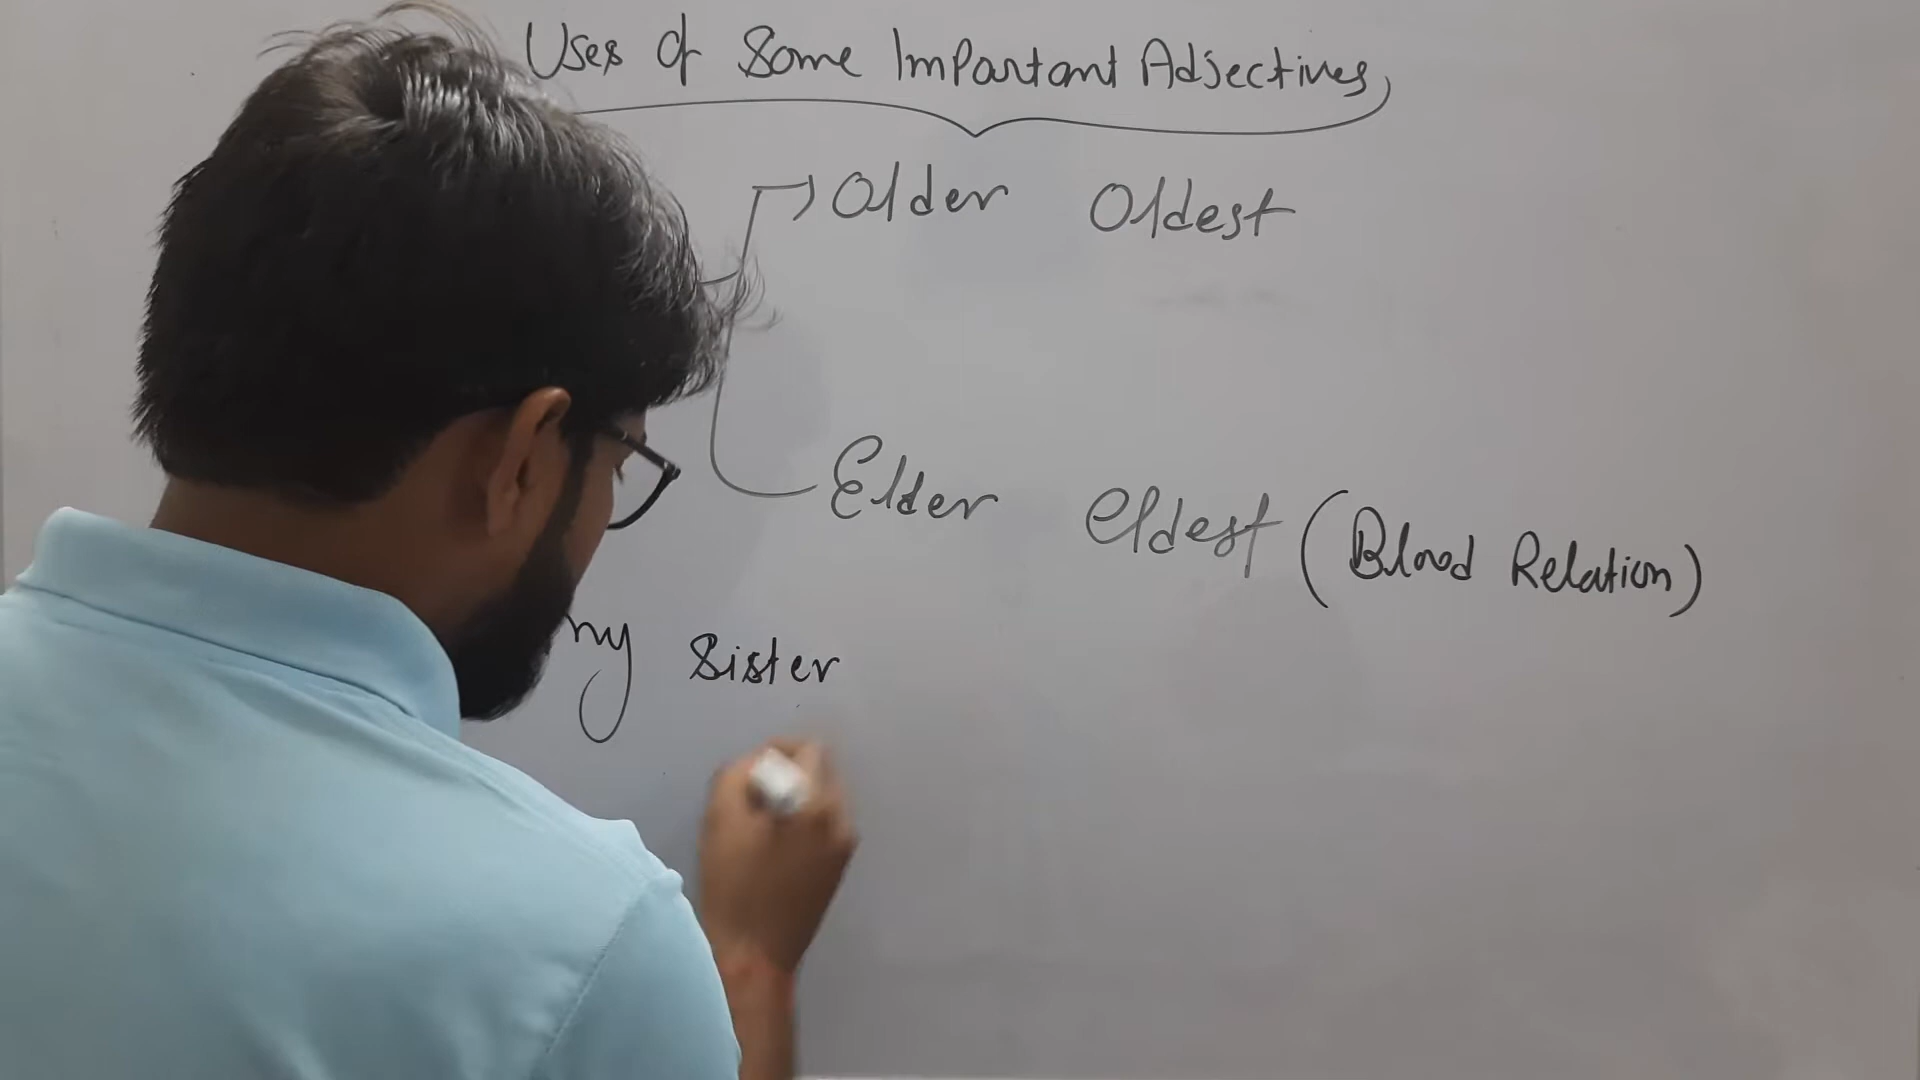 Uses of Some Important Adjectives
Older Oldest
Elder eldest (Blood Relation)
my sister